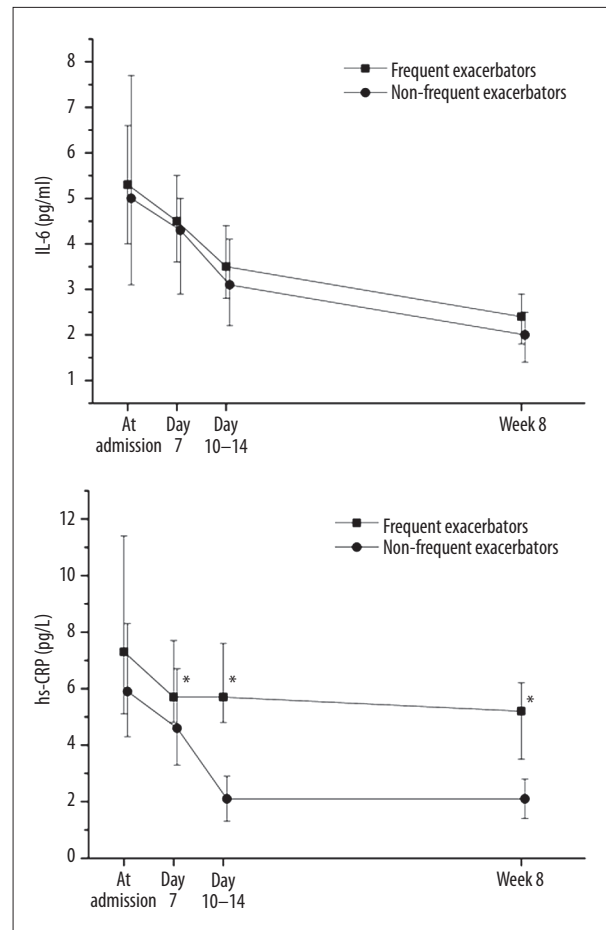 8
7
6
5
4
3
2
1
IL-6 (pg/ml)
Frequent exacerbators
Non-frequent exacerbators
At
admission
Day
7
Day
10–14
Week 8
12
10
8
6
4
2
0
hs-CRP (pg/L)
Frequent exacerbators
Non-frequent exacerbators
*
*
*
At
admission
Day
7
Day
10–14
Week 8